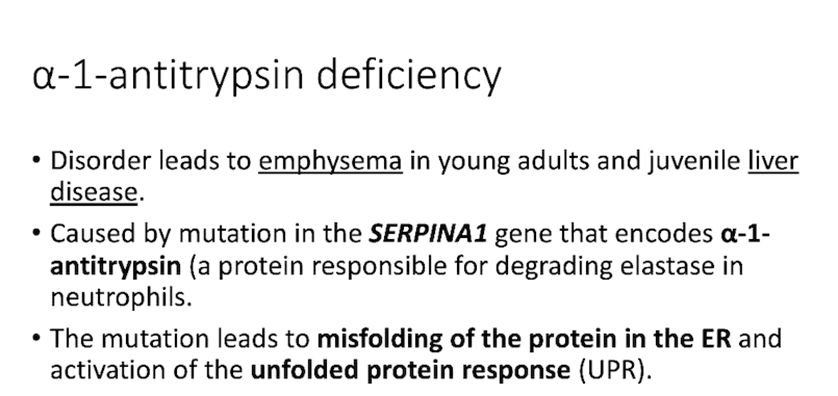 α-1-antitrypsin deficiency
• Disorder leads to emphysema in young adults and juvenile liver
disease.
• Caused by mutation in the SERPINA1 gene that encodes α-1-
antitrypsin (a protein responsible for degrading elastase in
neutrophils.
• The mutation leads to misfolding of the protein in the ER and
activation of the unfolded protein response (UPR).